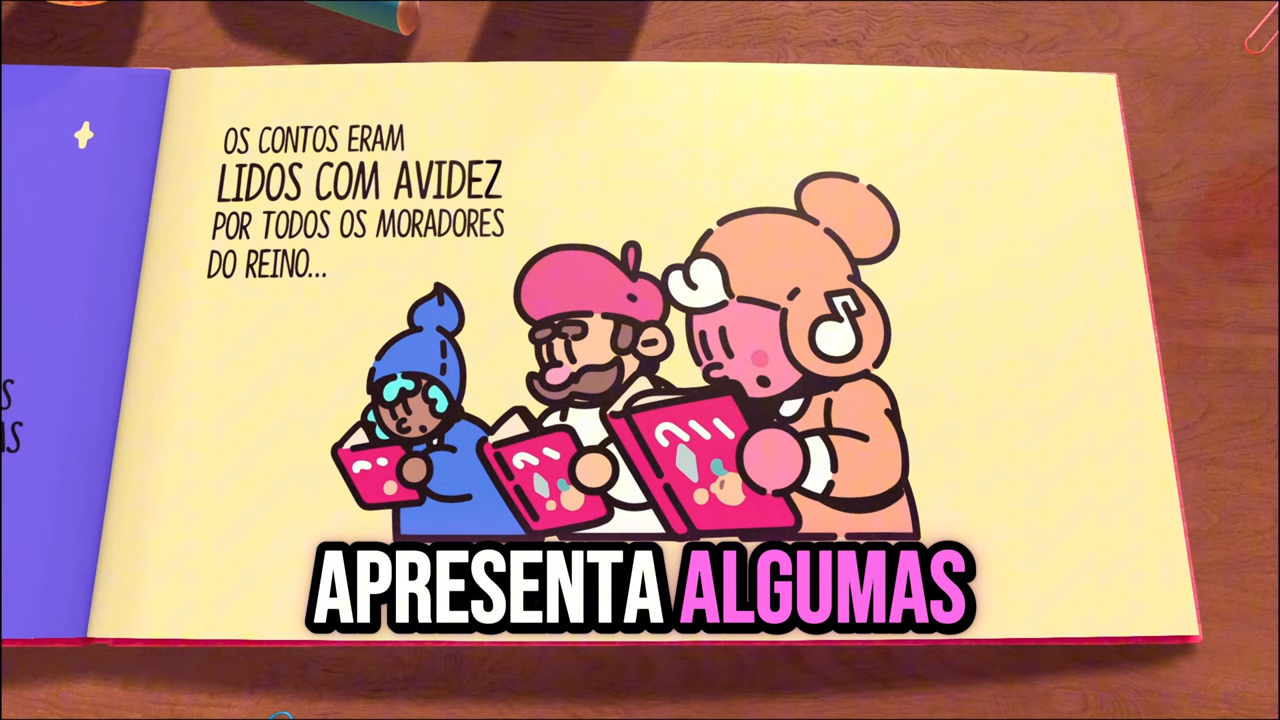 OS CONTOS ERAM
LIDOS COM AVIDEZ
POR TODOS OS MORADORES
DO REINO...
APRESENTA ALGUMAS